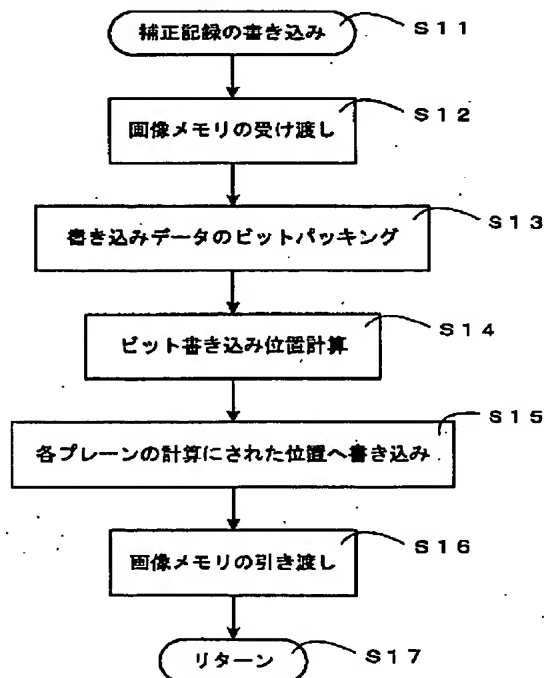 補正記録の書き込み S11
画像メモリの受け渡し S12
書き込みデータのビットパッキング S13
ビット書き込み位置計算 S14
各プレーンの計算にされた位置へ書き込み S15
画像メモリの引き渡し S16
リターン S17